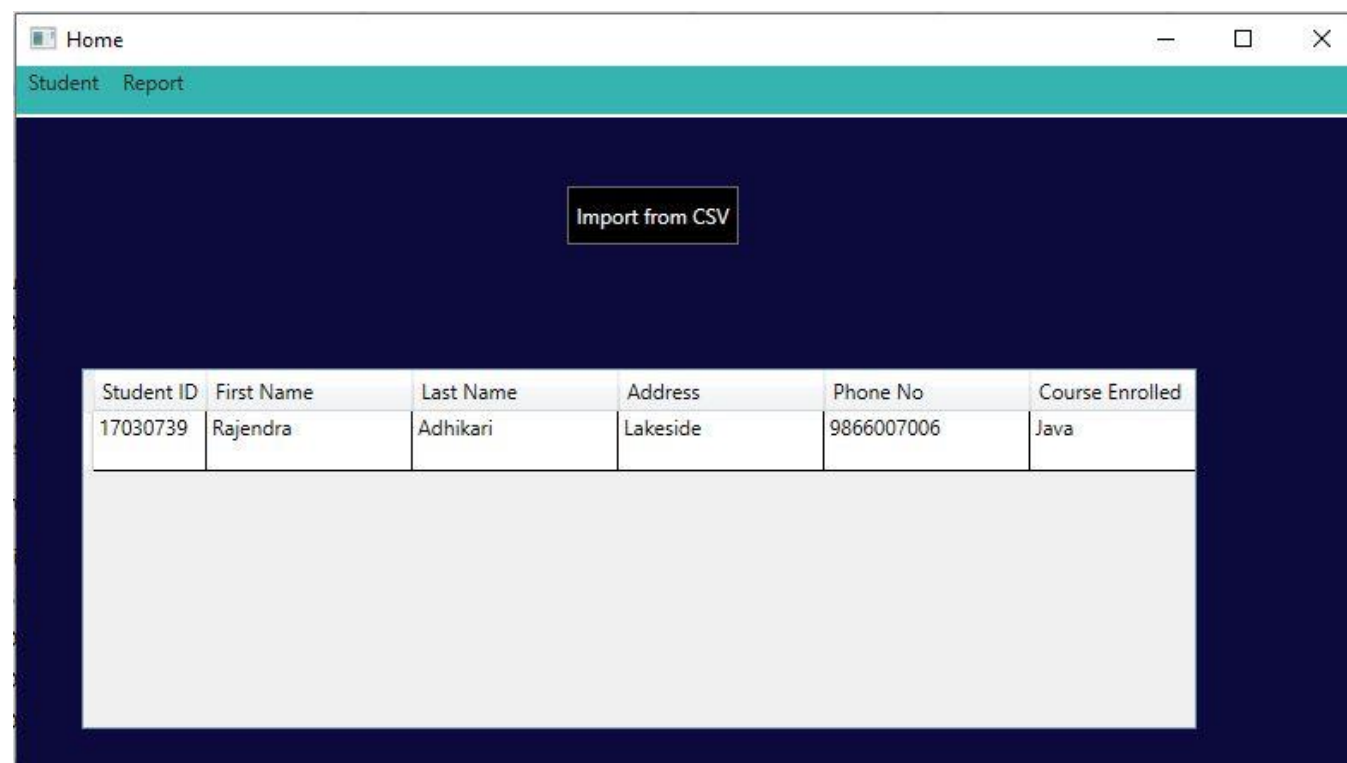 Home
Student Report
Import from CSV
Student ID First Name Last Name Address Phone No Course Enrolled
17030739 Rajendra Adhikari Lakeside 9866007006 Java